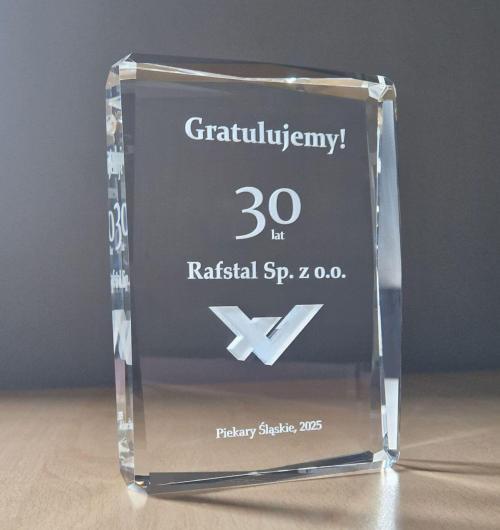 Gratulujemy!
30
lat
Rafstal Sp. z o.o.
Piekary Śląskie, 2025